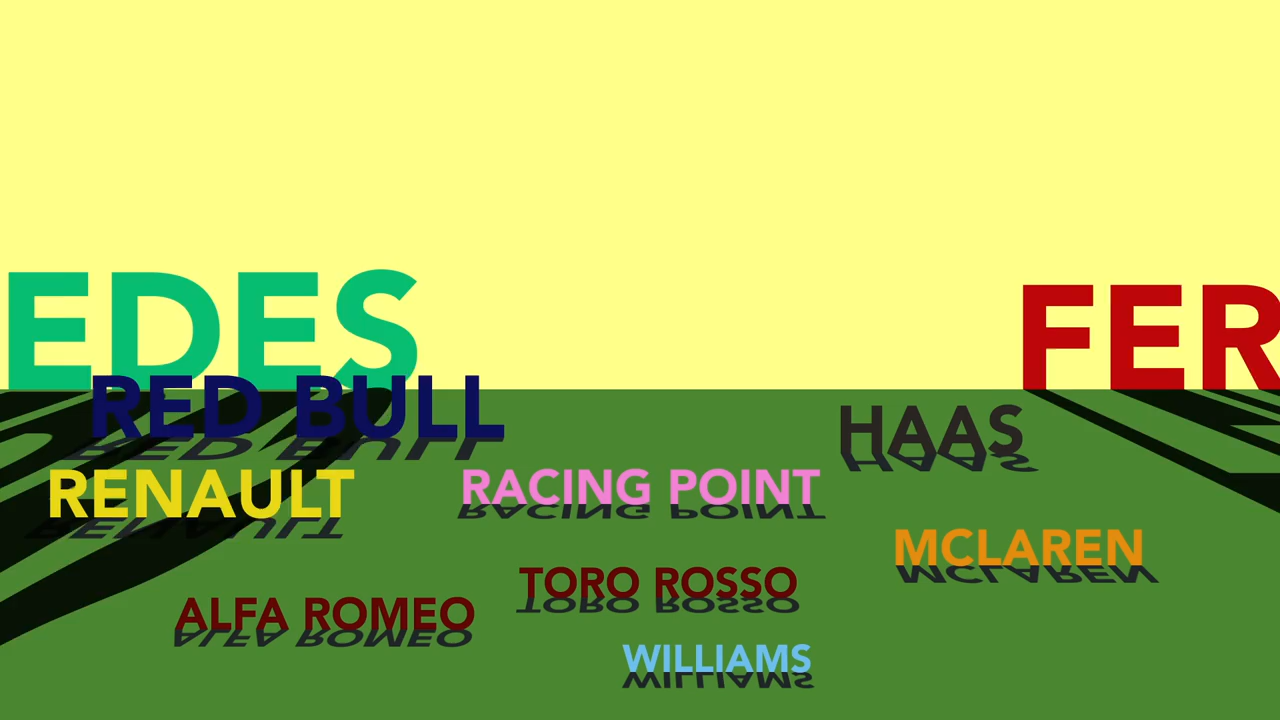 EDES
FER
RED BULL
HAAS
RENAULT
RACING POINT
MCLAREN
TORO ROSSO
ALFA ROMEO
WILLIAMS